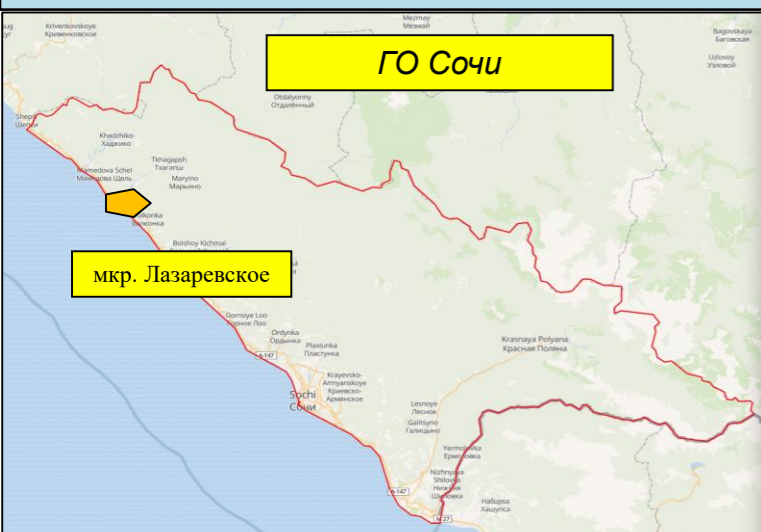 Krivenkovskoye
Кривенковское
Mezmay
Мезмай
Bagovskaya
Баговская
ГО Сочи
Uzlovoy
Узловой
Otdalyonny
Отдалённый
Shepsi
Шепси
Khadzhiko
Хаджико
Tkhagapsh
Тхагапш
Mamedova Schel
Мамедова Щель
Maryino
Марьино
Волконка
Bolshoy Kichmai
мкр. Лазаревское
Gornoye Loo
Горное Лоо
Ordynka
Ордынка
A-147
Plastunka
Пластунка
Krasnaya Polyana
Красная Поляна
Krayevsko-
Armyanskoye
Краевско-
Армянское
Sochi
Сочи
Lesnoye
Лесное
Galitsyno
Галицыно
Yermolovka
Ермоловка
Nizhnyaya
Shilovka
Нижняя
Шиловка
A-147
Hašupsa
Хашупса